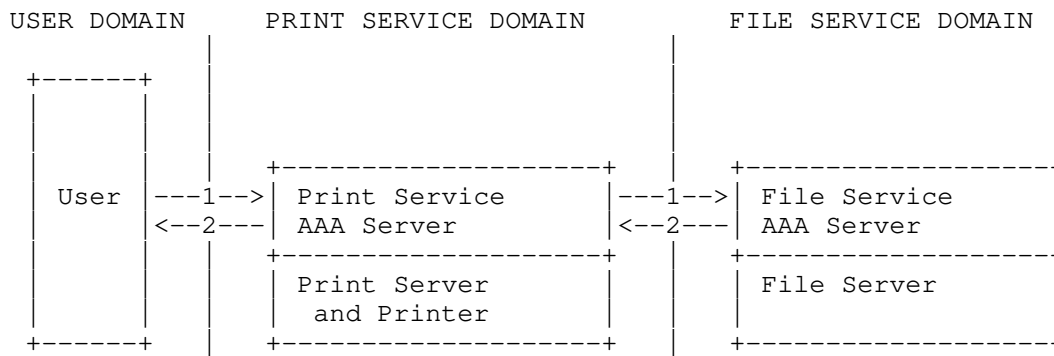 USER DOMAIN PRINT SERVICE DOMAIN FILE SERVICE DOMAIN
User ---1--> Print Service ---1--> File Service
<--2--- AAA Server <--2--- AAA Server
Print Server File Server
and Printer